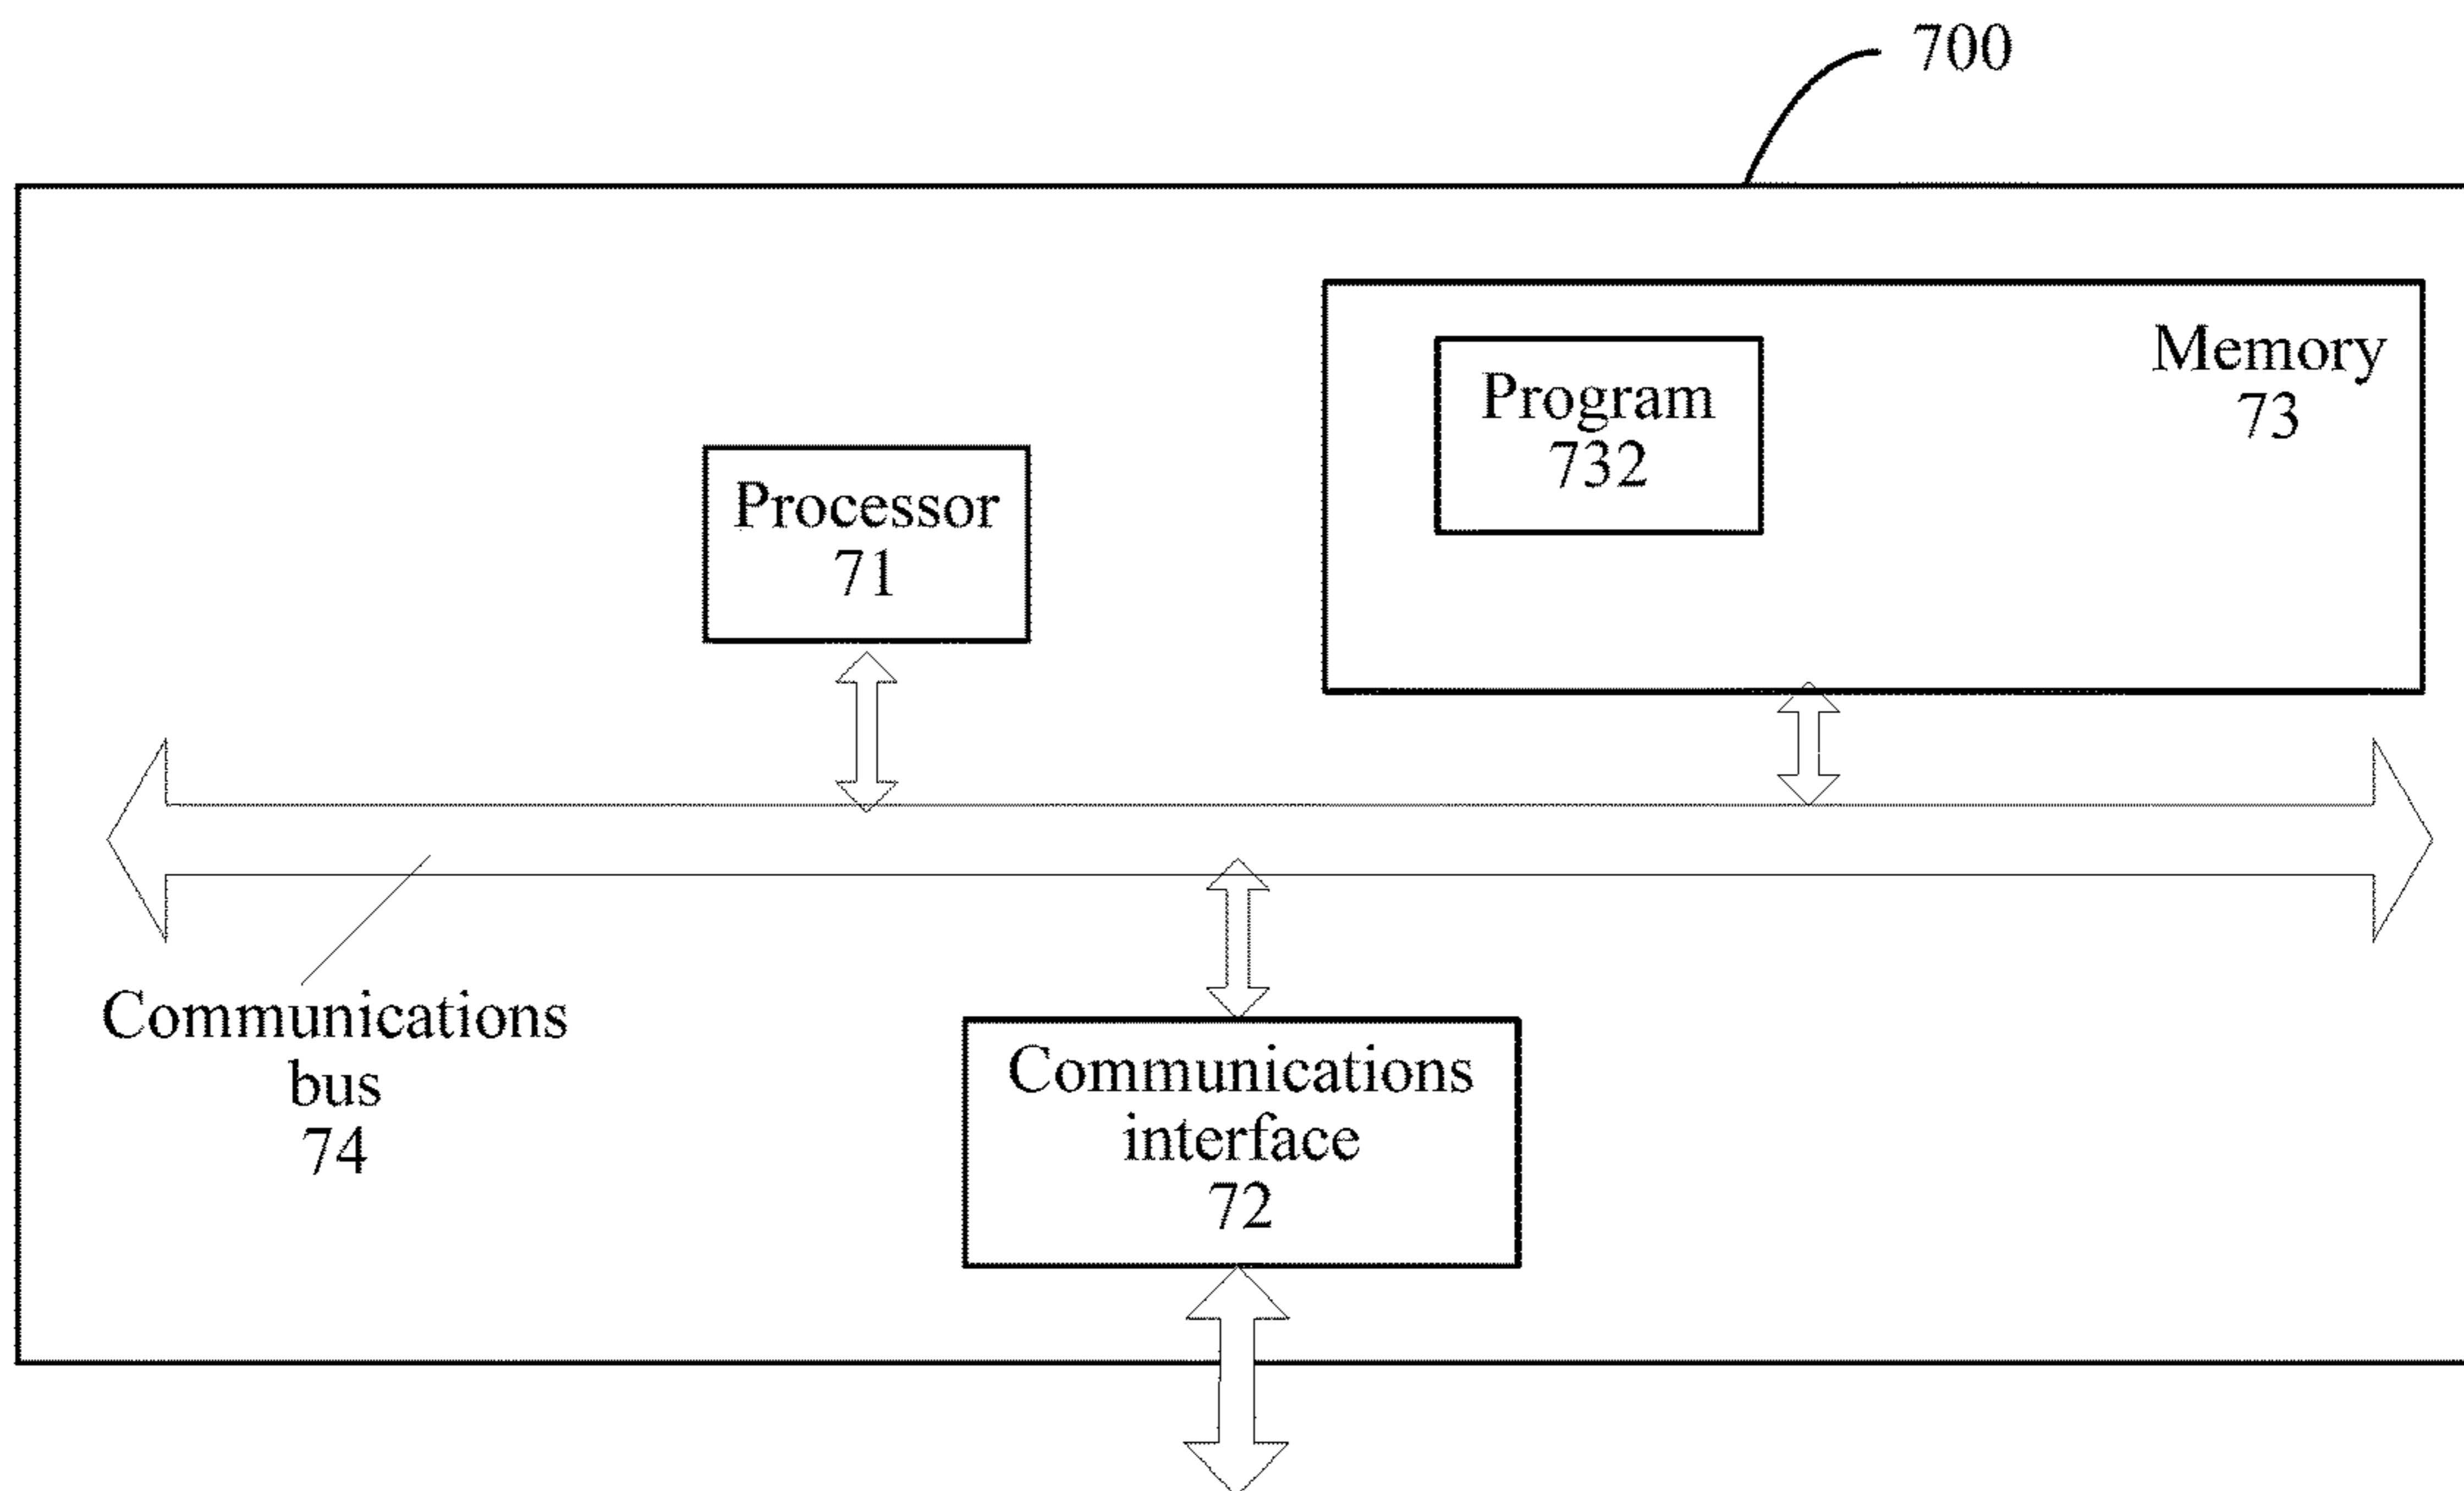 700
Memory
73
Program
732
Processor
71
Communications
bus
74
Communications
interface
72